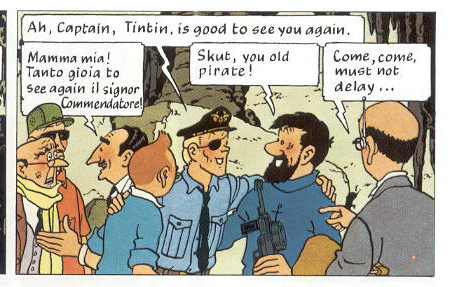 Ah, Captain, Tintin, is good to see you again.
Mamma mia!
Tanto gioia to
see again il signor
Commendatore!
Skut, you old
pirate!
Come, come,
must not
delay...